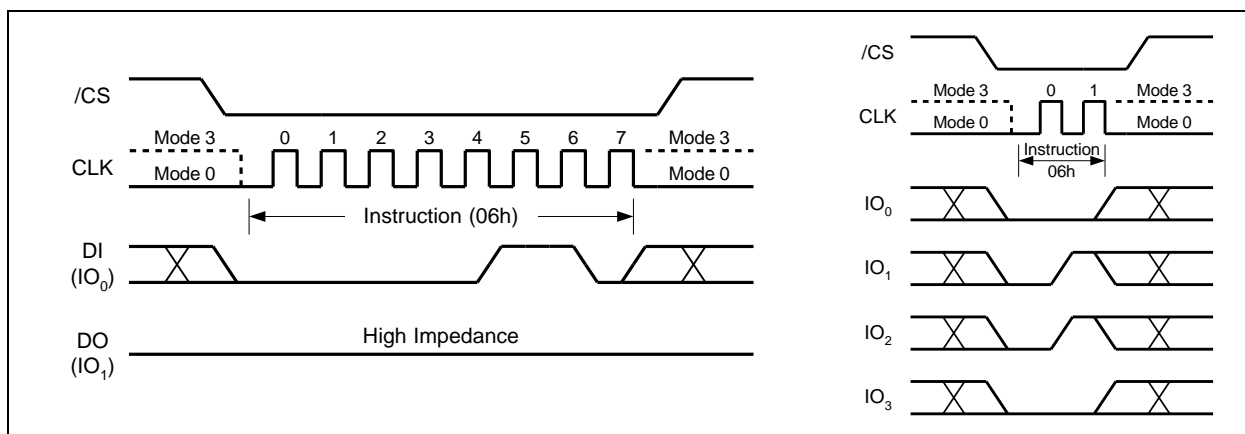 /CS
Mode 3 0 1 2 3 4 5 6 7 Mode 3
CLK
Mode 0 Mode 0
Instruction (06h)
DI
(IO0)
High Impedance
DO
(IO1)
/CS
Mode 3 0 1 Mode 3
CLK
Mode 0 Mode 0
Instruction
06h
IO0
IO1
IO2
IO3